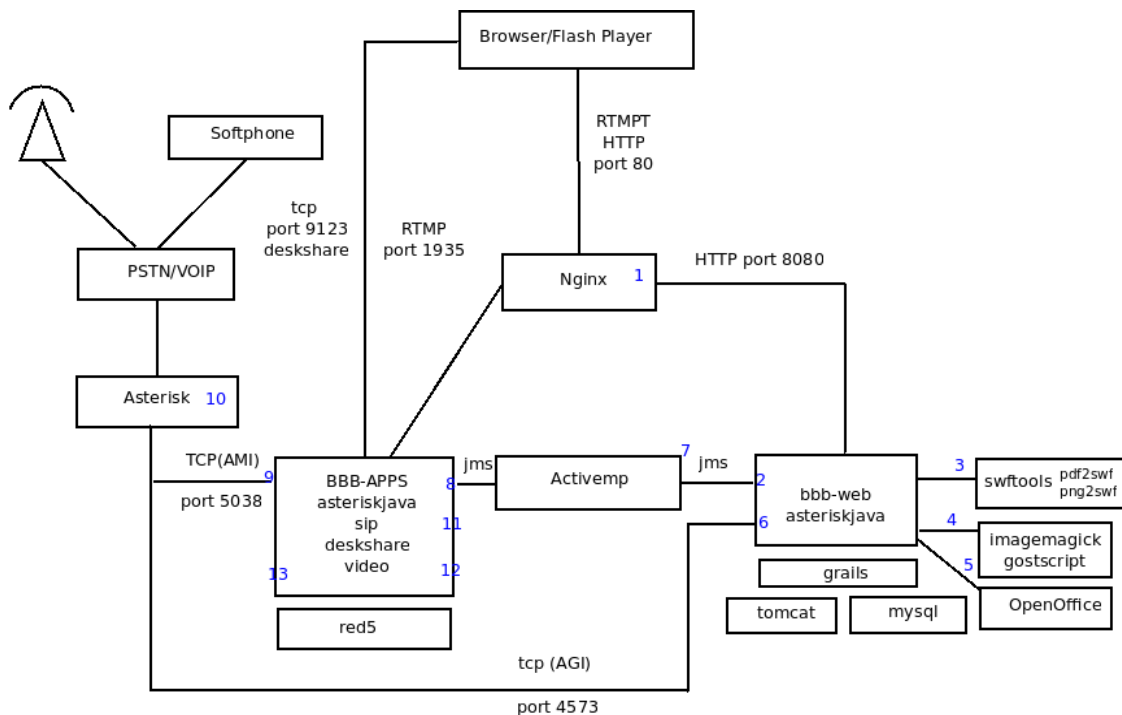 Browser/Flash Player
RTMPT
HTTP
port 80
Softphone
tcp
port 9123
deskshare
RTMP
port 1935
PSTN/VOIP
Nginx 1
HTTP port 8080
Asterisk 10
TCP(AMI)
port 5038
9
BBB-APPS
asteriskjava
sip
deskshare
video
8
11
12
13
jms
Activemp
7
jms
2
bbb-web
asteriskjava
6
3
swftools pdf2swf
png2swf
4
imagemagick
gostscript
5
OpenOffice
grails
tomcat
mysql
red5
tcp (AGI)
port 4573